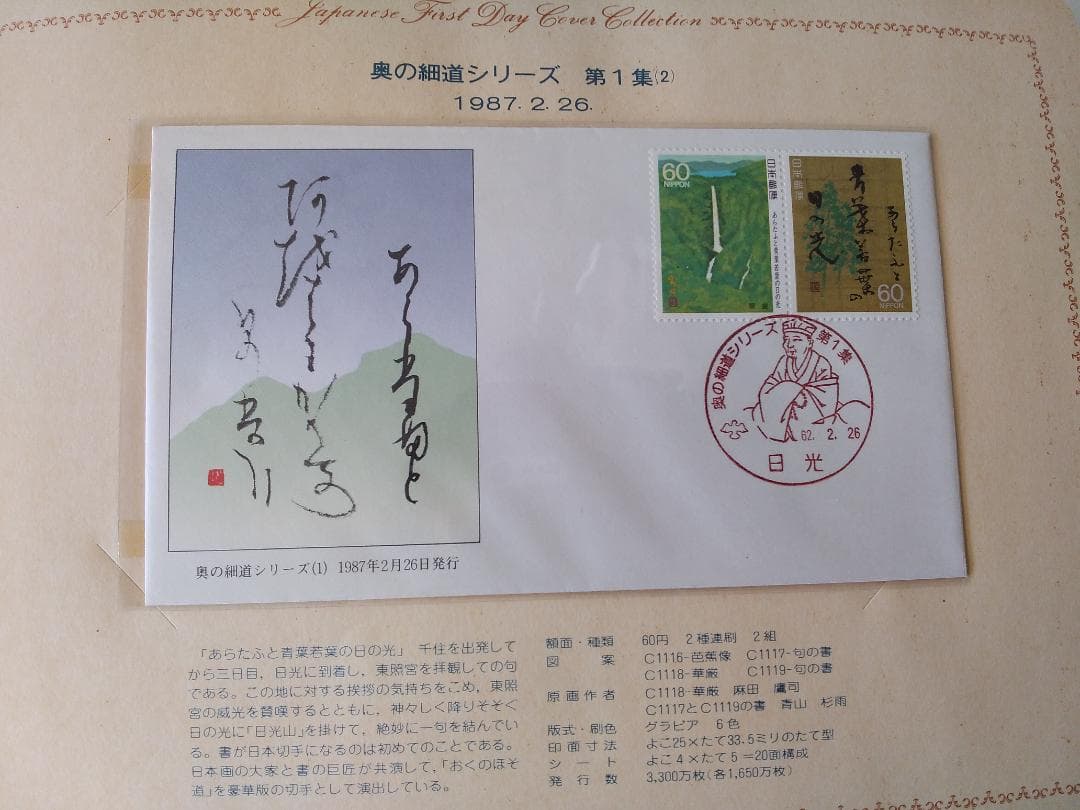 Japanese First Day Cover Collection
奥の細道シリーズ 第1集(2)
1987. 2. 26.
60
NIPPON
日本郵便
あらたふと青葉若葉の日の光
華厳
日本郵便
あらたふと
青葉若葉の
日の光
60
NIPPON
奥の細道シリーズ 第1集
62. 2. 26
日光
奥の細道シリーズ(1) 1987年2月26日発行
「あらたふと青葉若葉の日の光」 千住を出発して
から三日目, 日光に到着し, 東照宮を拝観しての句
である。この地に対する挨拶の気持ちをこめ, 東照
宮の威光を賛嘆するとともに, 神々しく降りそそぐ
日の光に「日光山」を掛けて, 絶妙に一句を結んでい
る。書が日本切手になるのは初めてのことである。
日本画の大家と書の巨匠が共演して,「おくのほそ
道」を豪華版の切手として演出している。
額面・種類 60円 2種連刷 2組
図案 C1116-芭蕉像 C1117-句の書
C1118-華厳 C1119-句の書
原画作者 C1118-華厳 麻田 鷹司
C1117とC1119の書 青山 杉雨
版式・刷色 グラビア 6色
印面寸法 よこ25×たて33.5ミリのたて型
シート よこ4×たて5=20面構成
発行数 3,300万枚(各1,650万枚)